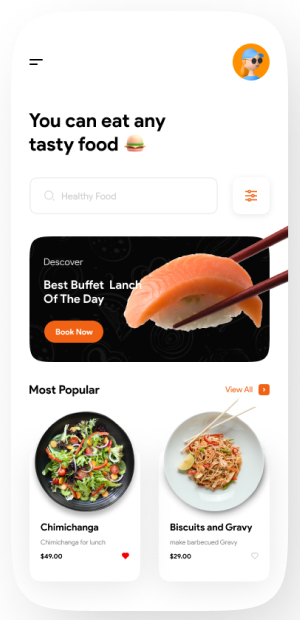 You can eat any
tasty food 🍔
Healthy Food
Descover
Best Buffet Lanch
Of The Day
Book Now
Most Popular
View All
Chimichanga
Chimichanga for lunch
$49.00
Biscuits and Gravy
make barbecued Gravy
$29.00